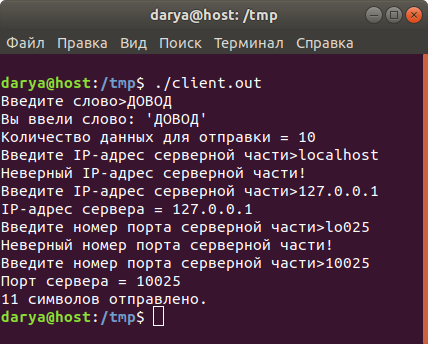 darya@host: /tmp
Файл Правка Вид Поиск Терминал Справка
darya@host:/tmp$ ./client.out
Введите слово>ДОВОД
Вы ввели слово: 'ДОВОД'
Количество данных для отправки = 10
Введите IP-адрес серверной части>localhost
Неверный IP-адрес серверной части!
Введите IP-адрес серверной части>127.0.0.1
IP-адрес сервера = 127.0.0.1
Введите номер порта серверной части>lo025
Неверный номер порта серверной части!
Введите номер порта серверной части>10025
Порт сервера = 10025
11 символов отправлено.
darya@host:/tmp$